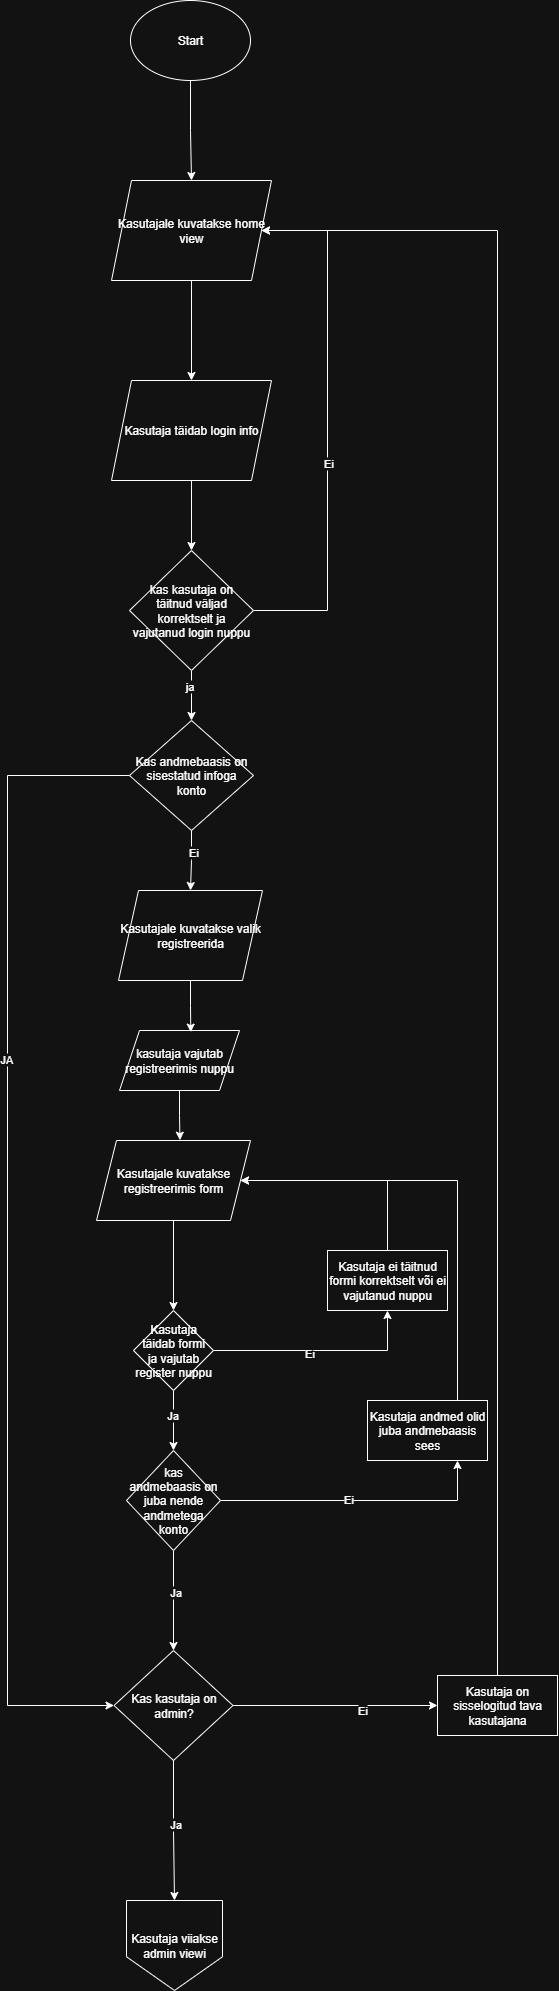 Start
Kasutajale kuvatakse home
view
Kasutaja täidab login info
Ei
kas kasutaja on
täitnud väljad
korrektselt ja
vajutanud login nuppu
ja
Kas andmebaasis on
sisestatud infoga
konto
Ei
Kasutajale kuvatakse valik
registreerida
kasutaja vajutab
registreerimis nuppu
JA
Kasutajale kuvatakse
registreerimis form
Kasutaja ei täitnud
formi korrektselt või ei
vajutanud nuppu
Kasutaja
täidab formi
ja vajutab
register nuppu
Ei
Ja
Kasutaja andmed olid
juba andmebaasis
sees
kas
andmebaasis on
juba nende
andmetega
konto
Ei
Ja
Kas kasutaja on
admin?
Ei
Kasutaja on
sisselogitud tava
kasutajana
Ja
Kasutaja viiakse
admin viewi